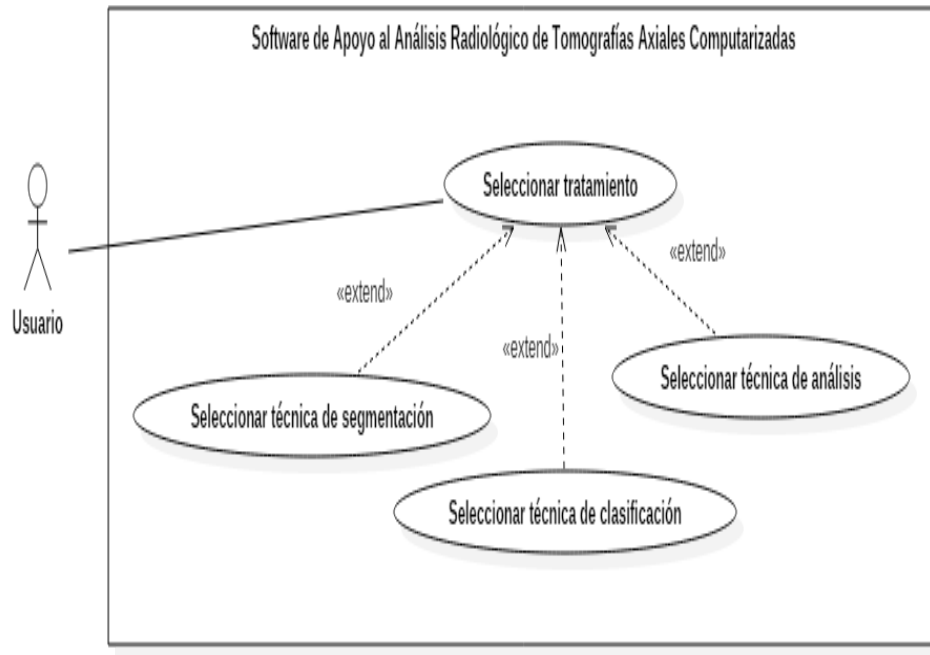 Software de Apoyo al Análisis Radiológico de Tomografías Axiales Computarizadas
Seleccionar tratamiento
«extend»
«extend»
Usuario
«extend»
Seleccionar técnica de análisis
Seleccionar técnica de segmentación
Seleccionar técnica de clasificación